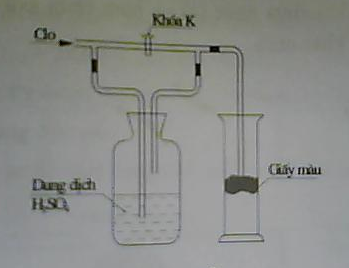 Khóa K
Clo
Giấy màu
Dung dịch
H₂SO₄